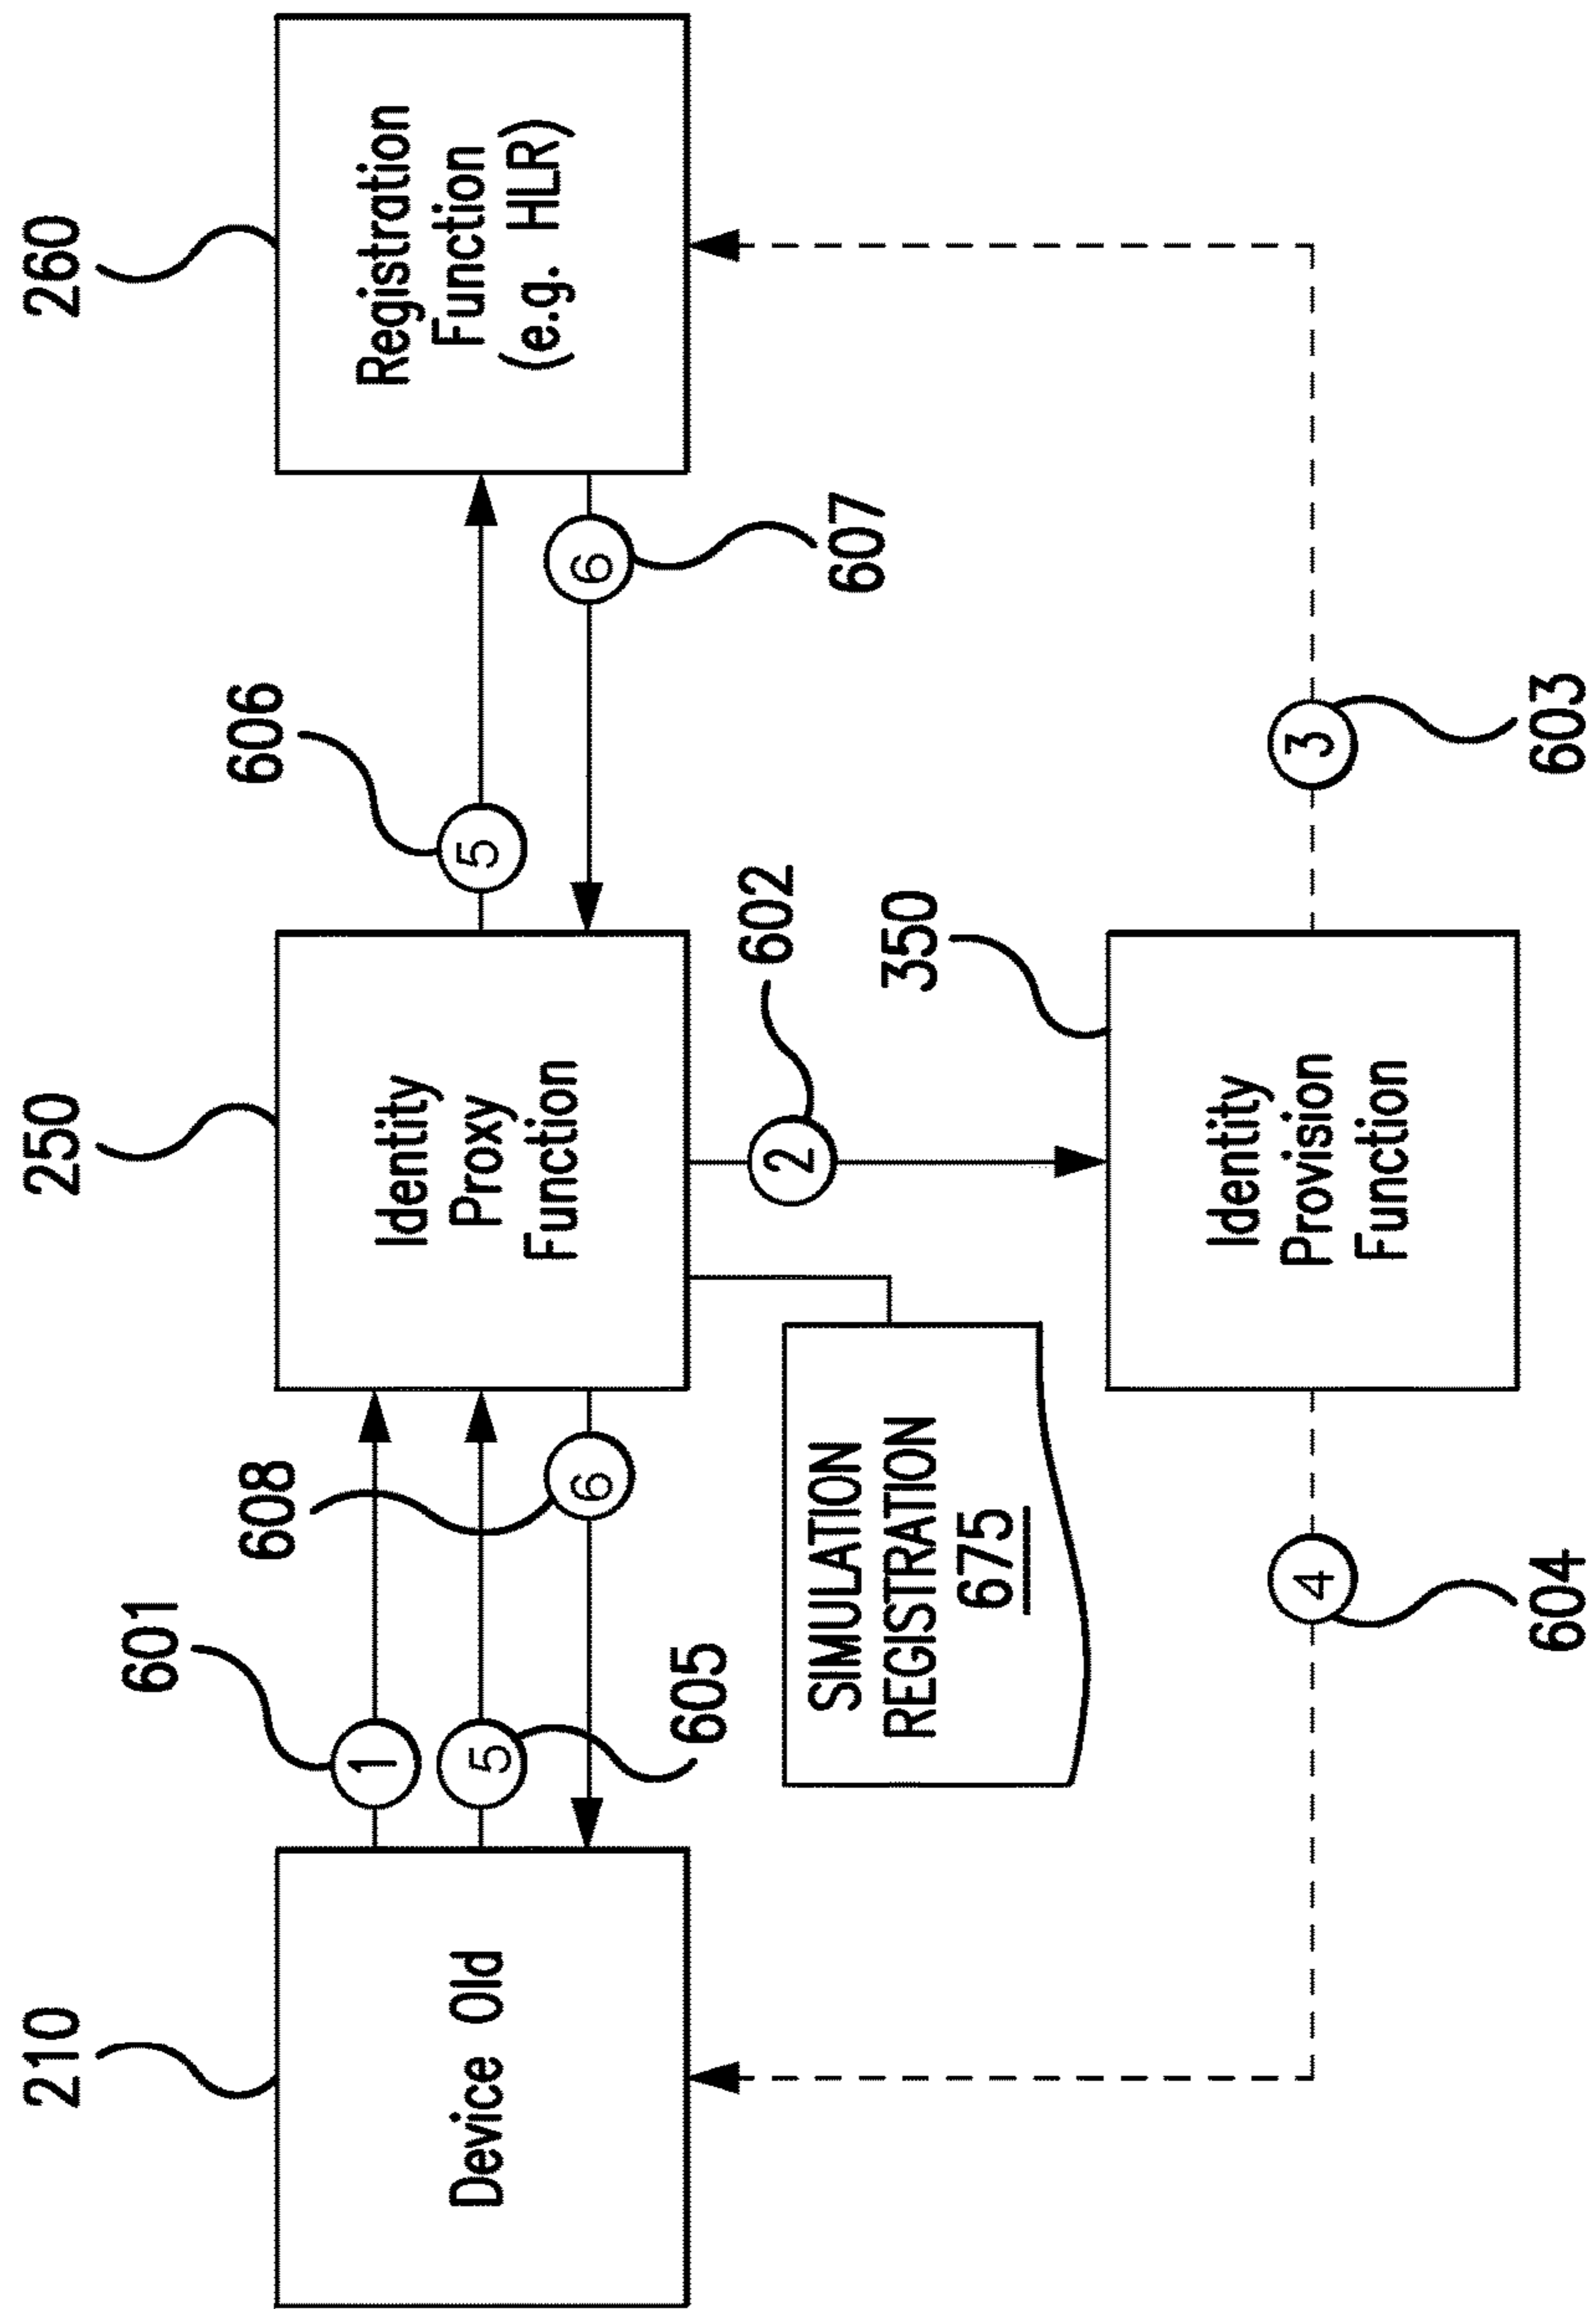 210
250
260
Device Old
Identity
Proxy
Function
Registration
Function
(e.g. HLR)
601
1
608
606
5
5
605
6
6
607
602
2
SIMULATION
REGISTRATION
675
350
Identity
Provision
Function
4
604
3
603